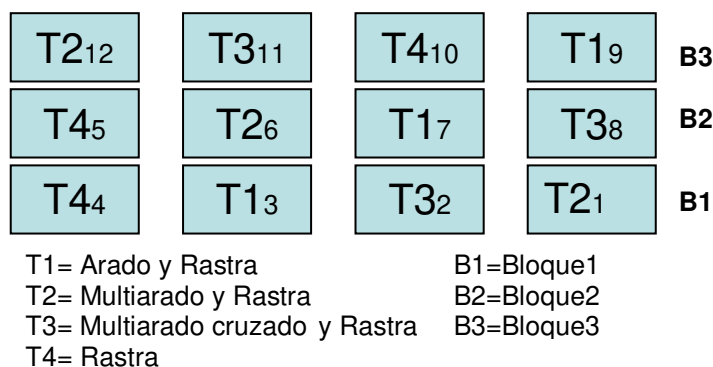 T212 T311 T410 T19 B3
T45 T26 T17 T38 B2
T44 T13 T32 T21 B1
T1= Arado y Rastra B1=Bloque1
T2= Multiarado y Rastra B2=Bloque2
T3= Multiarado cruzado y Rastra B3=Bloque3
T4= Rastra